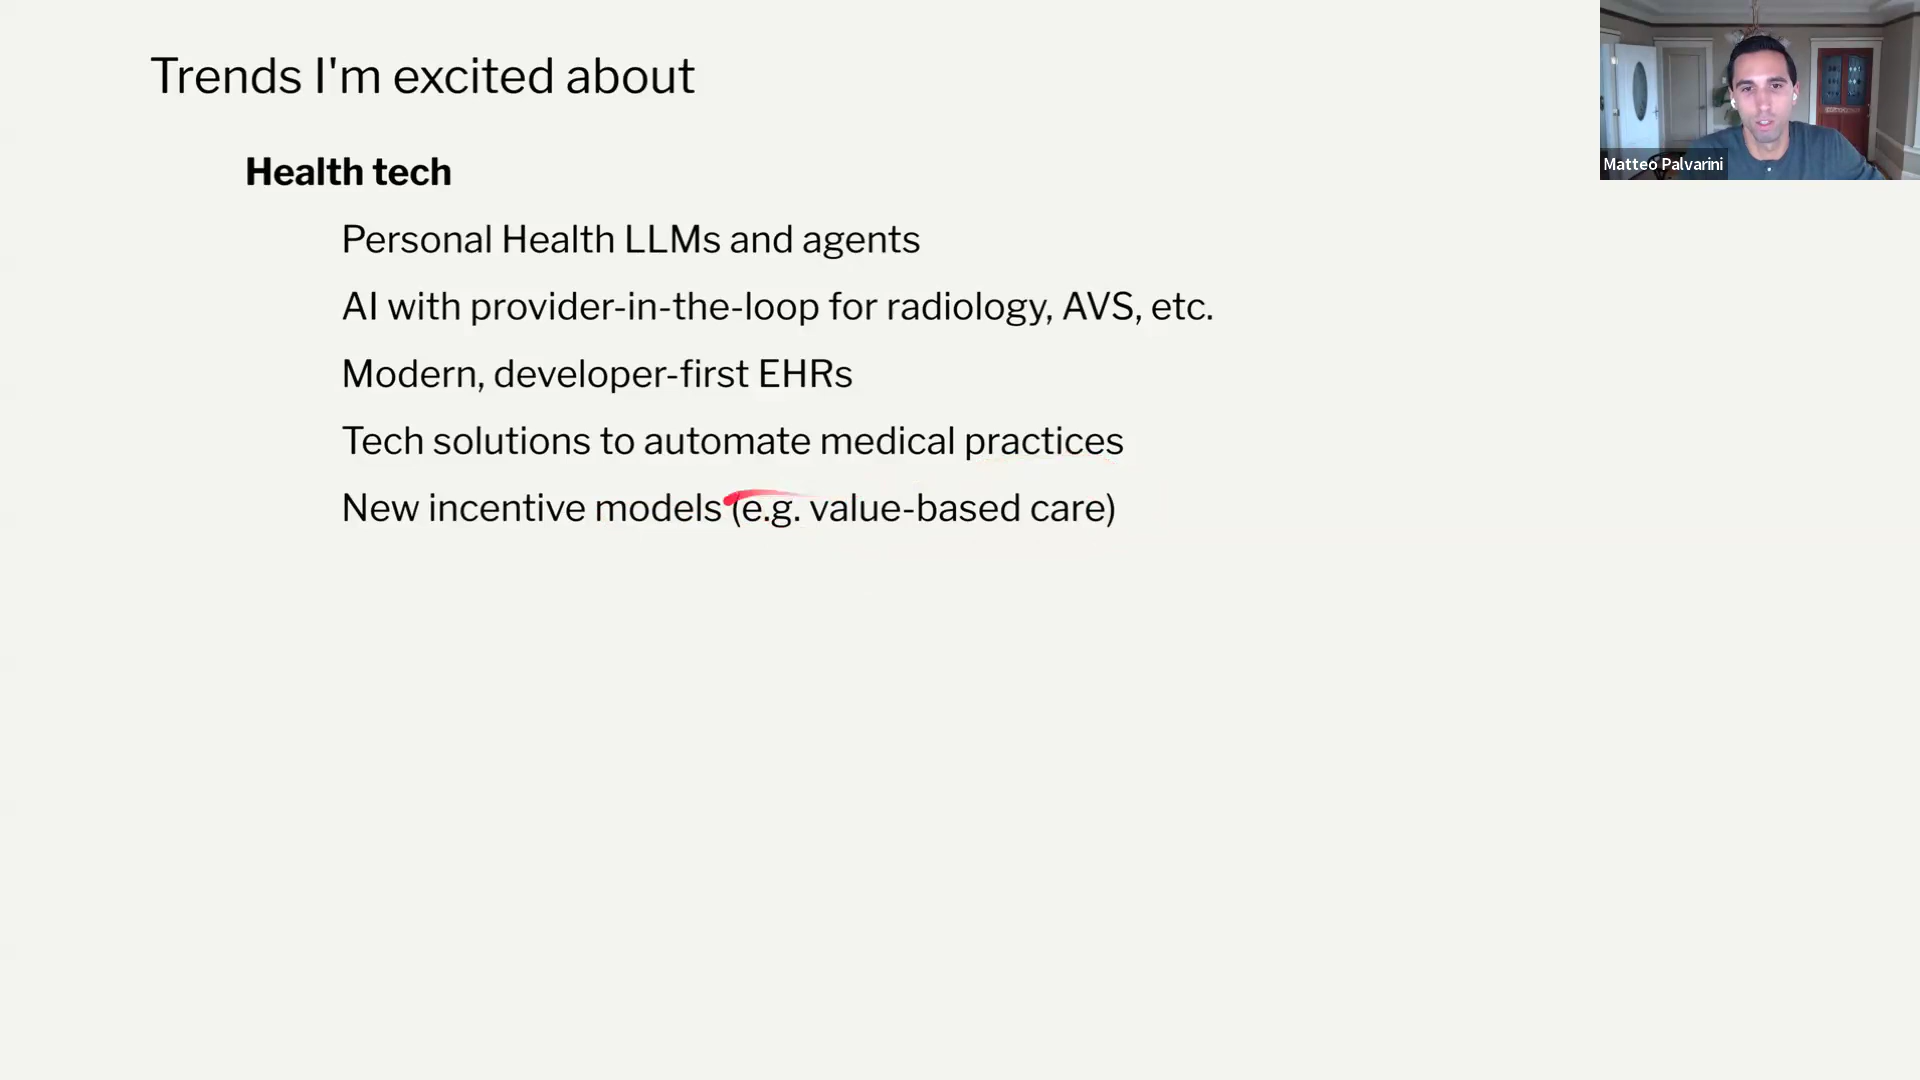 Trends I'm excited about
Health tech
Personal Health LLMs and agents
AI with provider-in-the-loop for radiology, AVS, etc.
Modern, developer-first EHRs
Tech solutions to automate medical practices
New incentive models (e.g. value-based care)
Matteo Palvarini